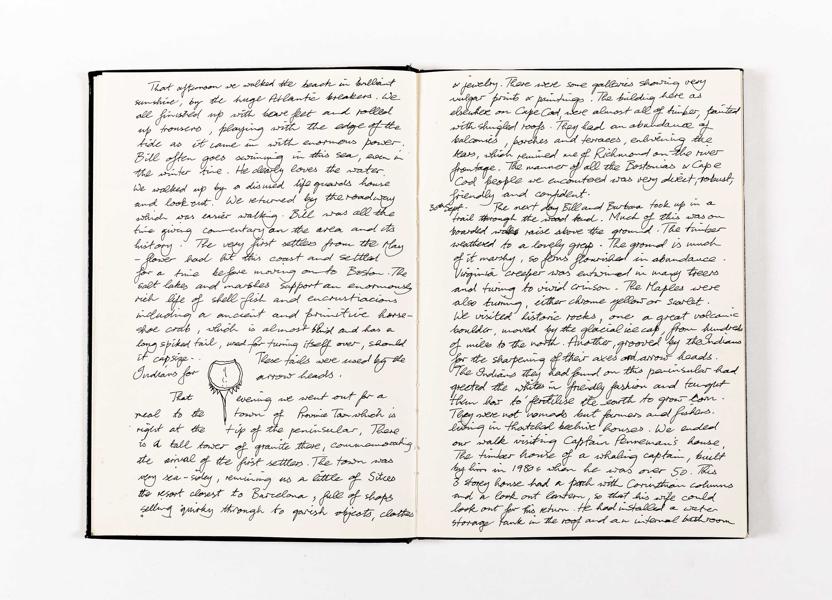 That afternoon we walked the beach in brilliant
sunshine, by the huge Atlantic breakers. We
all finished up with bare feet and rolled
up trousers, playing with the edge of the
tide as it came in with enormous power.
Bill often goes swimming in this sea, even in
the winter time. He dearly loves the water.
We walked up by a disused life guards house
and look out. We returned by the roadway
which was easier walking. Bill was all the
time giving commentary on the area and its
history. The very first settlers from the May
-flower had hit this coast and settled
for a time before moving on to Boston. The
salt lakes and marshes support an enormously
rich life of shell-fish and encrustiacions
including a ancient and primitive horse-
shoe crab, which is almost blind and has a
long spiked tail, used for turing itself over, should
it capsize. These tails were used by the
Indians for arrow heads.
That evening we went out for a
meal to the town of Provine Town which is
right at the tip of the peninsular, There
is a tall tower of granite there, commemorating
the arrival of the first settlers. The town was
very sea-sidey, reminding us a little of Sitges
the resort closest to Barcelona, full of shops
selling quirky through to garish objects, clothes
& jewelry. There were some galleries showing very
vulgar prints & paintings. The building here as
elswhere on Cape Cod, were almost all of timber, painted
with shingled roofs. They had an abundance of
balconies, porches and terraces, enlivening the
which remined me of Richmond on the river
frontage. The manner of all the Bostonians & Cape
Cod people we encountered was very direct, robust,
friendly and confident.
30th Sept. The next day Bill and Barbara took up in a
trail through the wood land. Much of this was on
boarded walks raise above the ground. The timber
weathered to a lovely grey. The ground is much
of it marshy, so ferns flourished in abundance.
Virginia creeper was entwined in many trees
and turing to vivid crimson. The Maples were
also turning, either chrome yellow or scarlet.
We visited historic rocks, one a great volcanic
boulder, moved by the glacial ice cap, from hundreds
of miles to the north. Another, grooved by the Indians
for the sharpening of their axes and arrow heads.
The Indians they had found on this peninsular had
greeted the whites in friendly fashion and taught
them how to fertilise the earth to grow corn.
They were not nomads but farmers and fishers.
living in thatched beehive houses. We ended
our walk visiting Captain Penneman's house,
The timber house of a whaling captain, built
by him in 1980s when he was over 50. This
3 storey house had a porch with Corinthian columns
and a look out lantern, so that his wife could
look out for his return. He had installed a water
storage tank in the roof and an internal bathroom